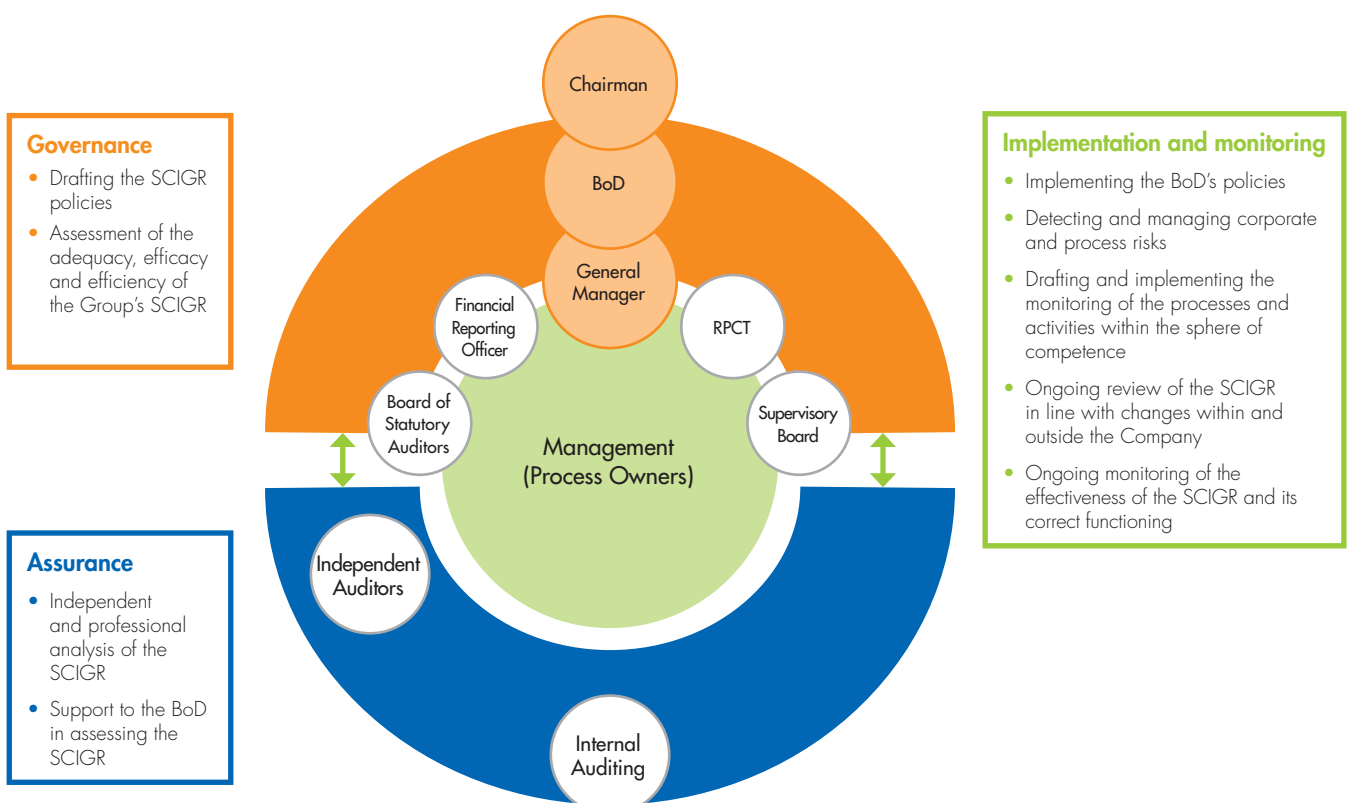 Chairman
BoD
General
Manager
Financial
Reporting
Officer
RPCT
Board of
Statutory
Auditors
Supervisory
Board
Management
(Process Owners)
Independent
Auditors
Internal
Auditing
Governance
• Drafting the SCIGR
policies
• Assessment of the
adequacy, efficacy
and efficiency of
the Group’s SCIGR
Assurance
• Independent
and professional
analysis of the
SCIGR
• Support to the BoD
in assessing the
SCIGR
Implementation and monitoring
• Implementing the BoD’s policies
• Detecting and managing corporate
and process risks
• Drafting and implementing the
monitoring of the processes and
activities within the sphere of
competence
• Ongoing review of the SCIGR
in line with changes within and
outside the Company
• Ongoing monitoring of the
effectiveness of the SCIGR and its
correct functioning